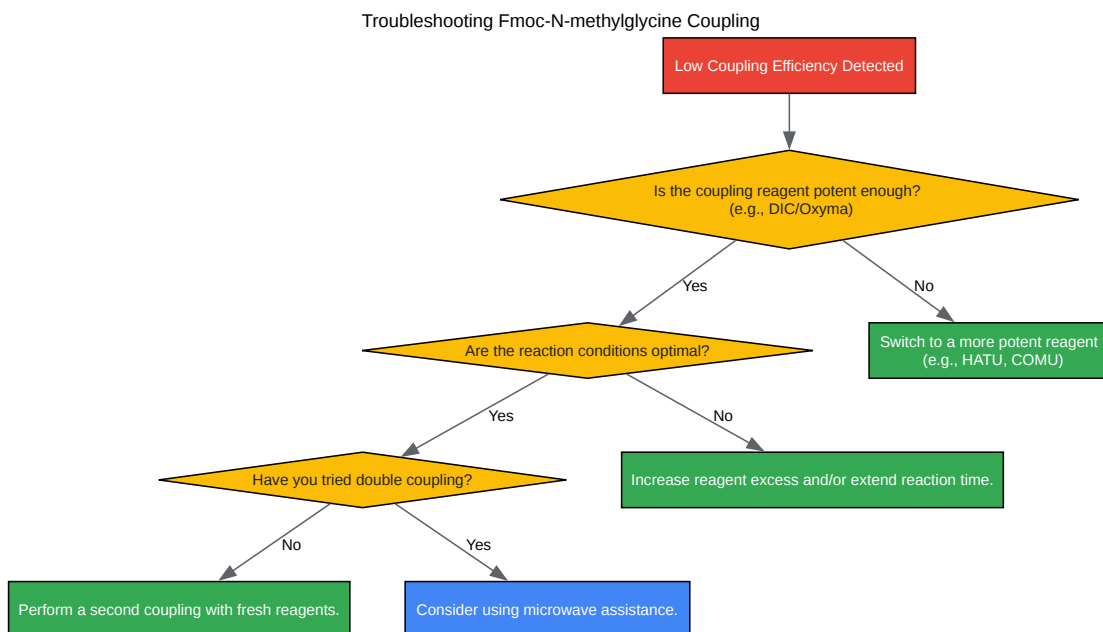 Troubleshooting Fmoc-N-methylglycine Coupling
Low Coupling Efficiency Detected
Is the coupling reagent potent enough?
(e.g., DIC/Oxyma)
Yes
No
Are the reaction conditions optimal?
Switch to a more potent reagent
(e.g., HATU, COMU)
Yes
No
Have you tried double coupling?
Increase reagent excess and/or extend reaction time.
No
Yes
Perform a second coupling with fresh reagents.
Consider using microwave assistance.